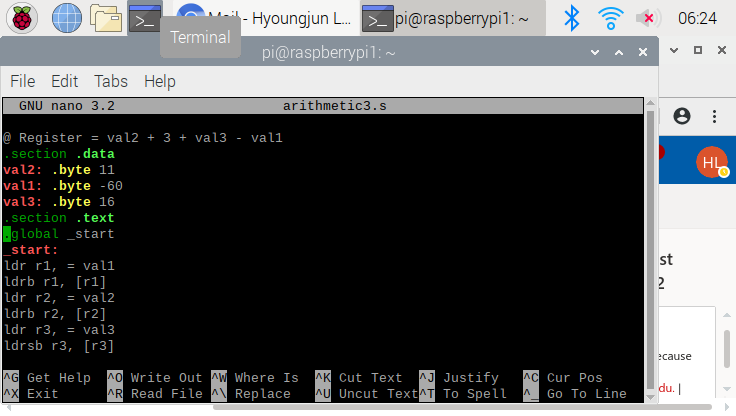 Mail - Hyoungjun L...
pi@raspberrypi1: ~
06:24
Terminal
pi@raspberrypi1: ~
File Edit Tabs Help
GNU nano 3.2 arithmetic3.s
@ Register = val2 + 3 + val3 - val1
.section .data
val2: .byte 11
val1: .byte -60
val3: .byte 16
.section .text
.global _start
_start:
ldr r1, = val1
ldrb r1, [r1]
ldr r2, = val2
ldrb r2, [r2]
ldr r3, = val3
ldrsb r3, [r3]
^G Get Help ^O Write Out ^W Where Is ^K Cut Text ^J Justify ^C Cur Pos
^X Exit ^R Read File ^\ Replace ^U Uncut Text ^T To Spell ^_ Go To Line
HL
st
2
ecause
du. |